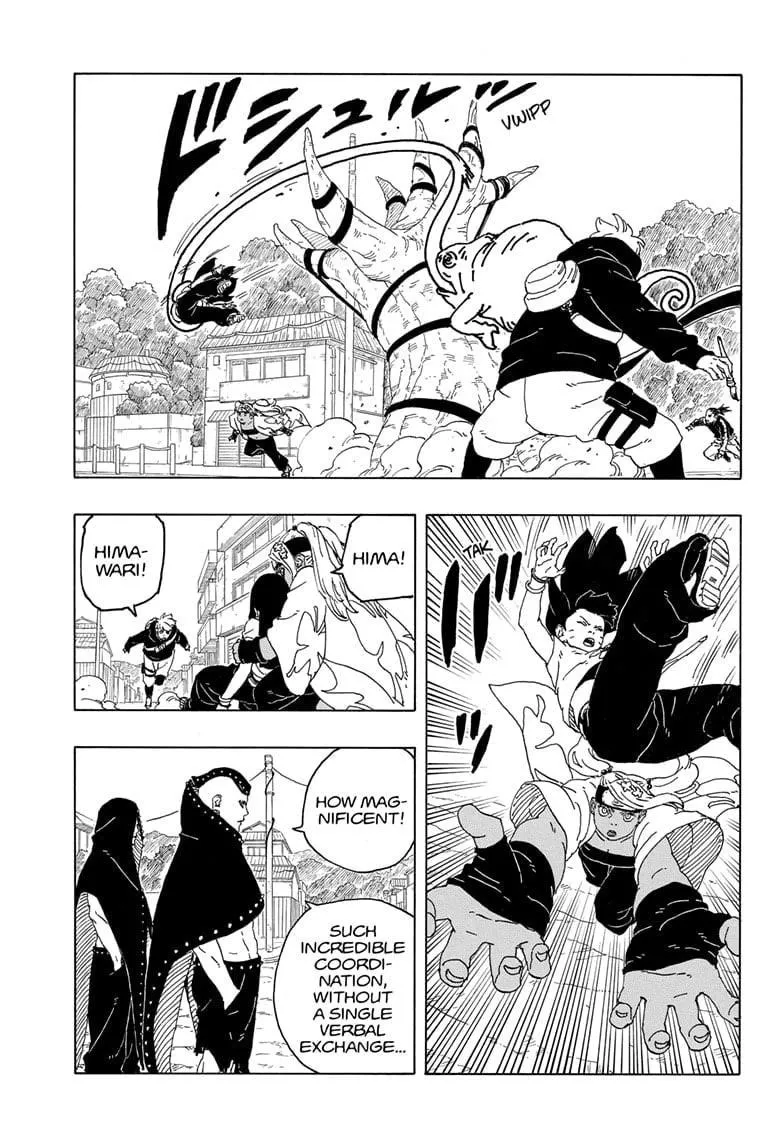 ドシュルッ
VWIPP
TAK
HIMA!
HIMA-
WARI!
HOW MAG-
NIFICENT!
SUCH
INCREDIBLE
COORDI-
NATION,
WITHOUT
A SINGLE
VERBAL
EXCHANGE...